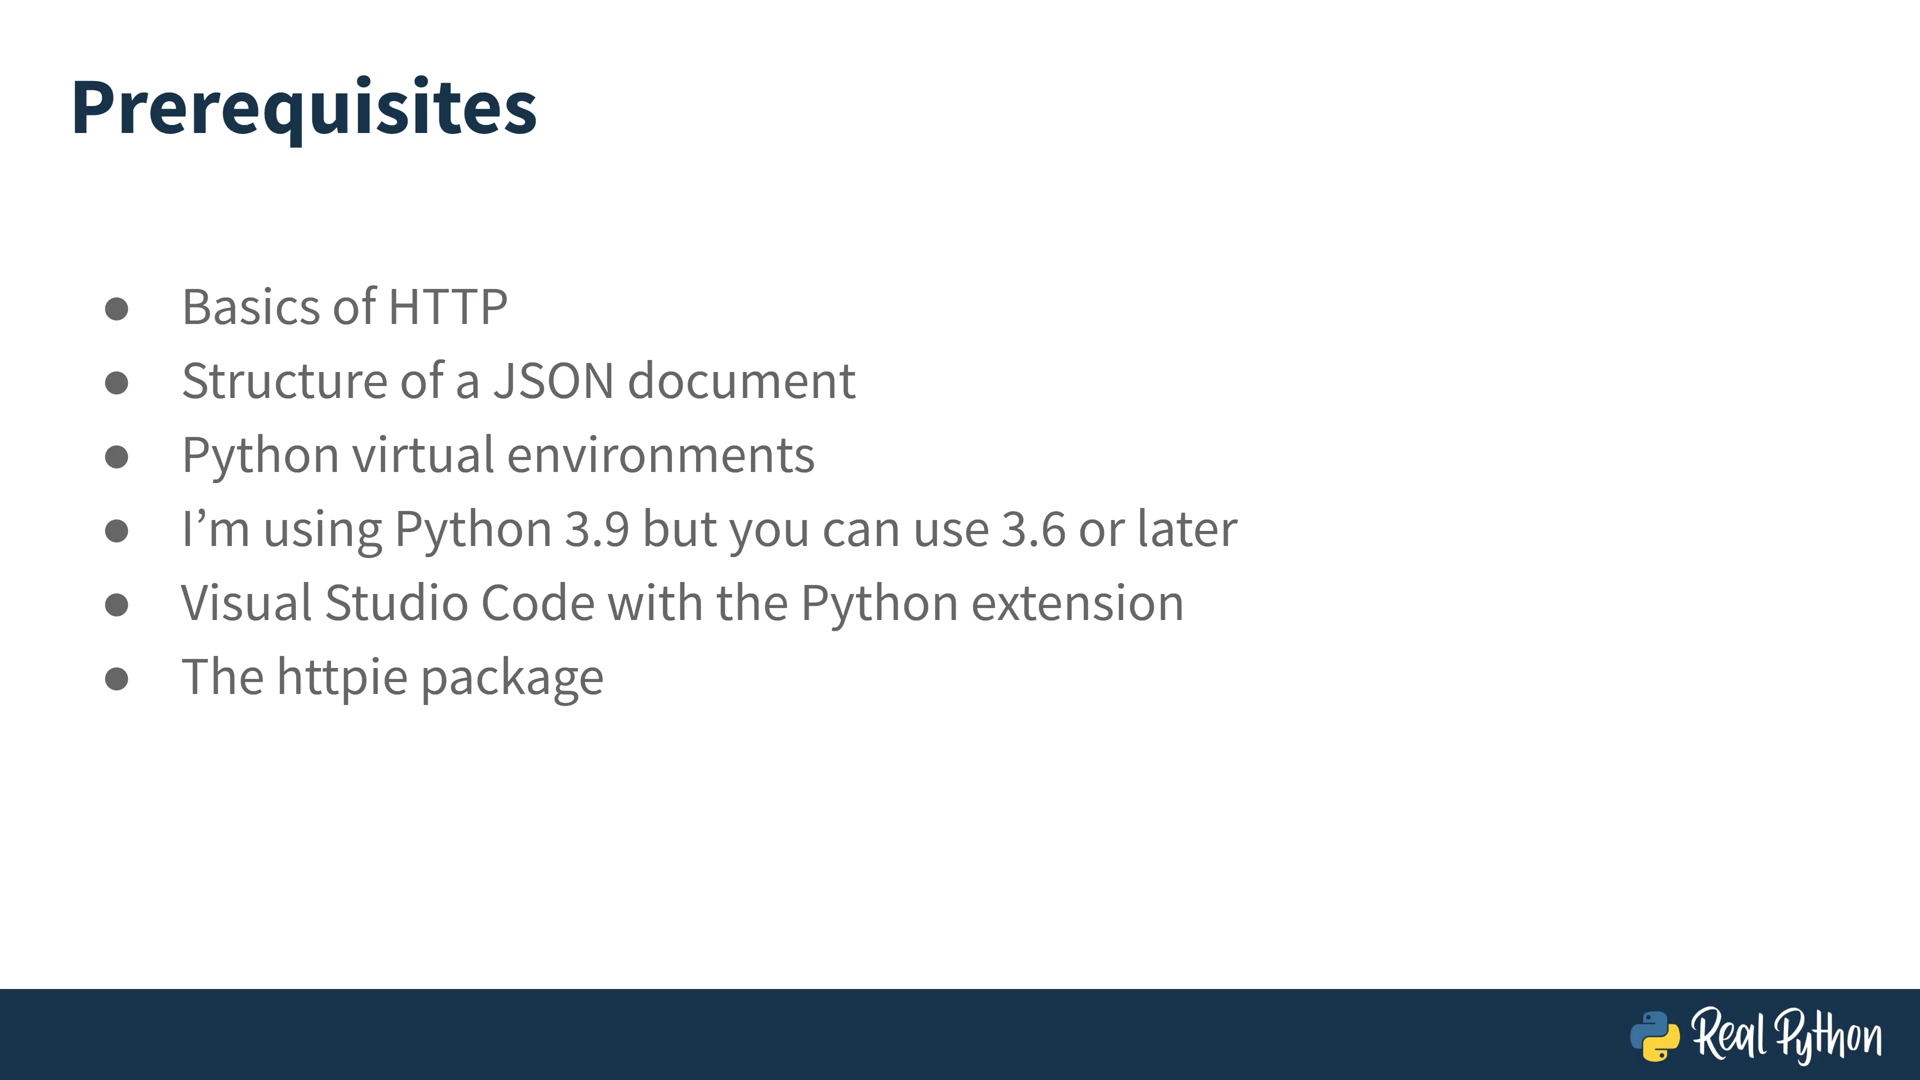 Prerequisites
● Basics of HTTP
● Structure of a JSON document
● Python virtual environments
● I’m using Python 3.9 but you can use 3.6 or later
● Visual Studio Code with the Python extension
● The httpie package
Real Python